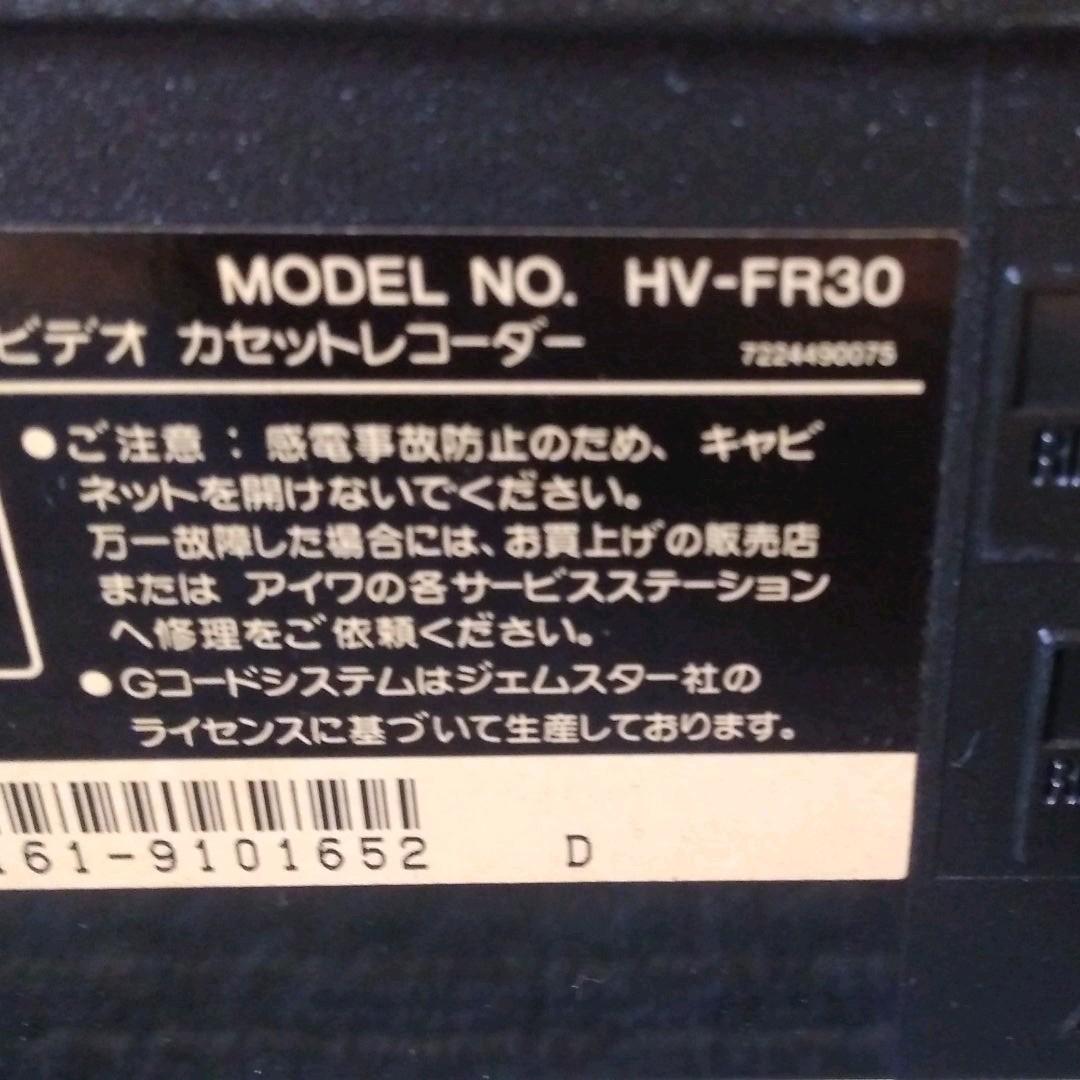 MODEL NO. HV-FR30
ビデオ カセットレコーダー 7224490075
●ご注意：感電事故防止のため、キャビ
ネットを開けないでください。
万一故障した場合には、お買上げの販売店
または アイワの各サービスステーション
へ修理をご依頼ください。
●Gコードシステムはジェムスター社の
ライセンスに基づいて生産しております。
161-9101652 D